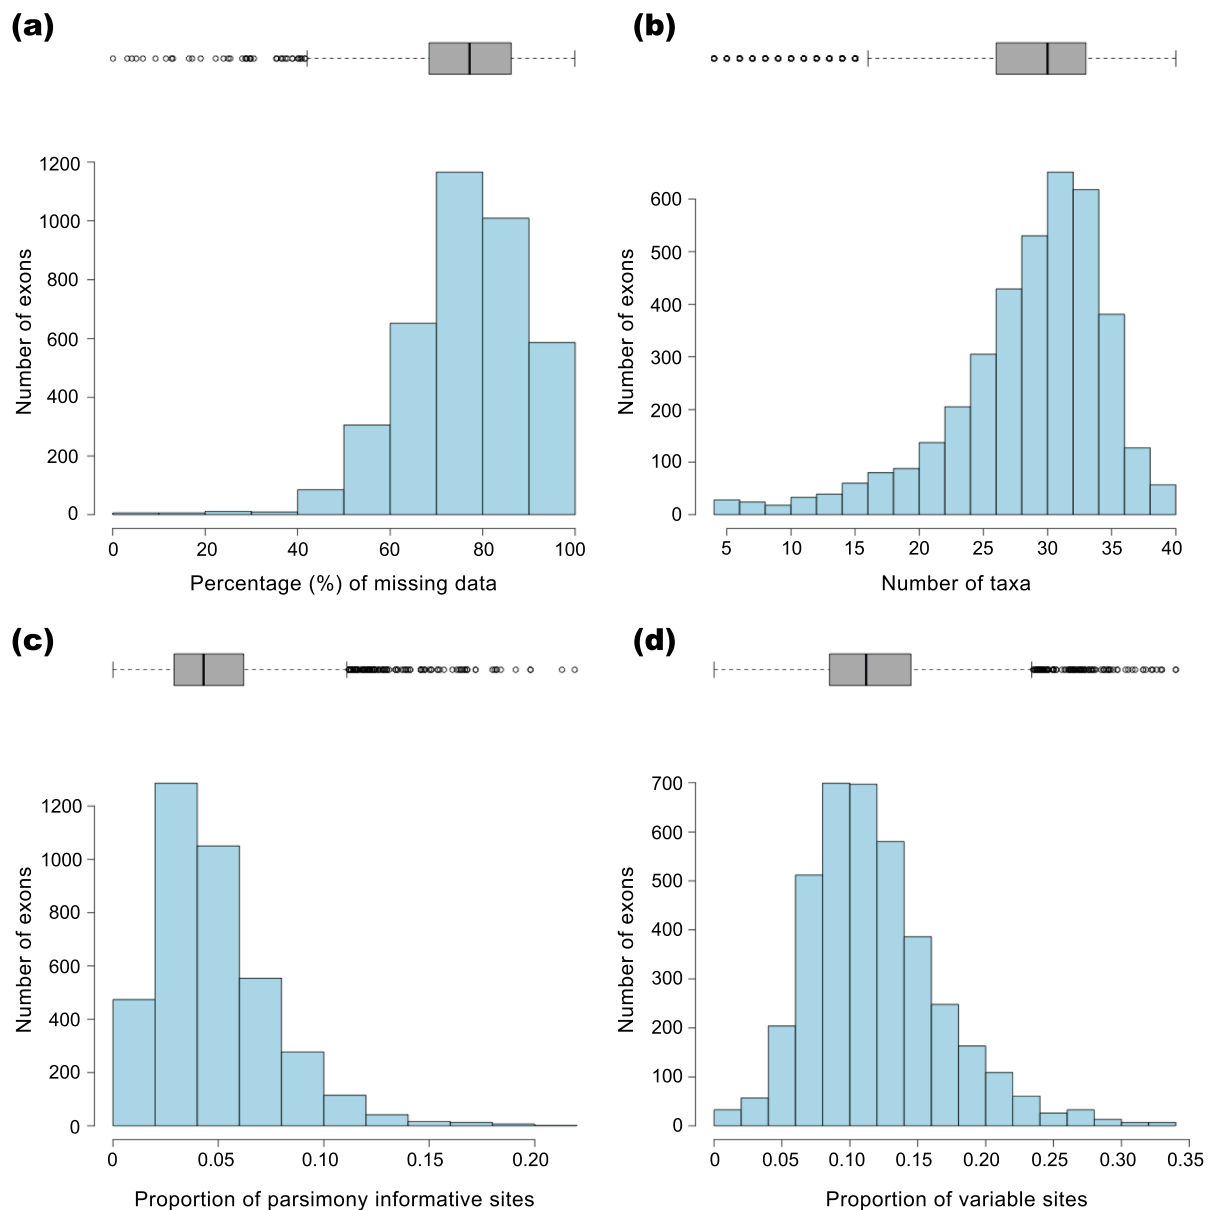 (a)
1200
1000
800
600
400
200
0
Number of exons
0 20 40 60 80 100
Percentage (%) of missing data
(b)
600
500
400
300
200
100
0
Number of exons
5 10 15 20 25 30 35 40
Number of taxa
(c)
1200
1000
800
600
400
200
0
Number of exons
0 0.05 0.10 0.15 0.20
Proportion of parsimony informative sites
(d)
700
600
500
400
300
200
100
0
Number of exons
0 0.05 0.10 0.15 0.20 0.25 0.30 0.35
Proportion of variable sites